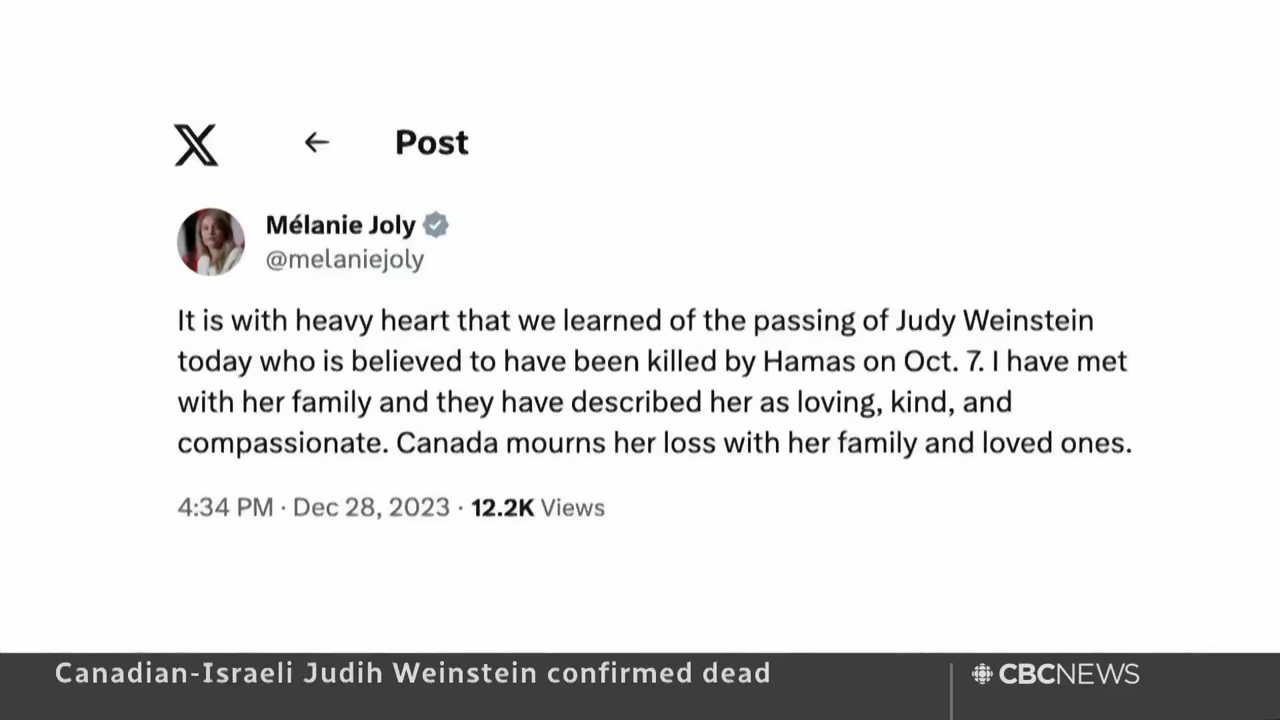 X
Post
Mélanie Joly
@melaniejoly
It is with heavy heart that we learned of the passing of Judy Weinstein
today who is believed to have been killed by Hamas on Oct. 7. I have met
with her family and they have described her as loving, kind, and
compassionate. Canada mourns her loss with her family and loved ones.
4:34 PM · Dec 28, 2023 · 12.2K Views
Canadian-Israeli Judih Weinstein confirmed dead
CBCNEWS